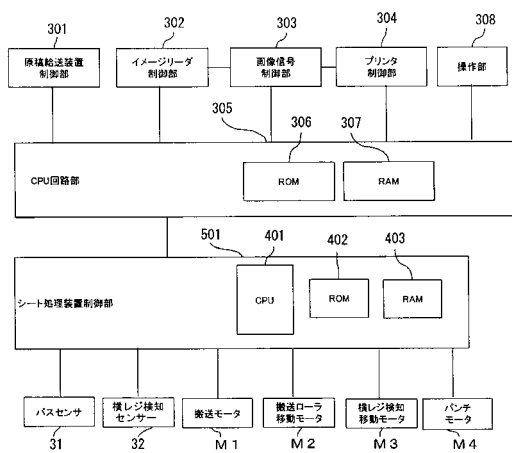 301
302
303
304
308
原稿給送装置
制御部
イメージリーダ
制御部
画像信号
制御部
プリンタ
制御部
操作部
305
306
307
CPU回路部
ROM
RAM
501
401
402
403
シート処理装置制御部
CPU
ROM
RAM
パスセンサ
横レジ検知
センサー
搬送モータ
搬送ローラ
移動モータ
横レジ検知
移動モータ
パンチ
モータ
31
32
M1
M2
M3
M4